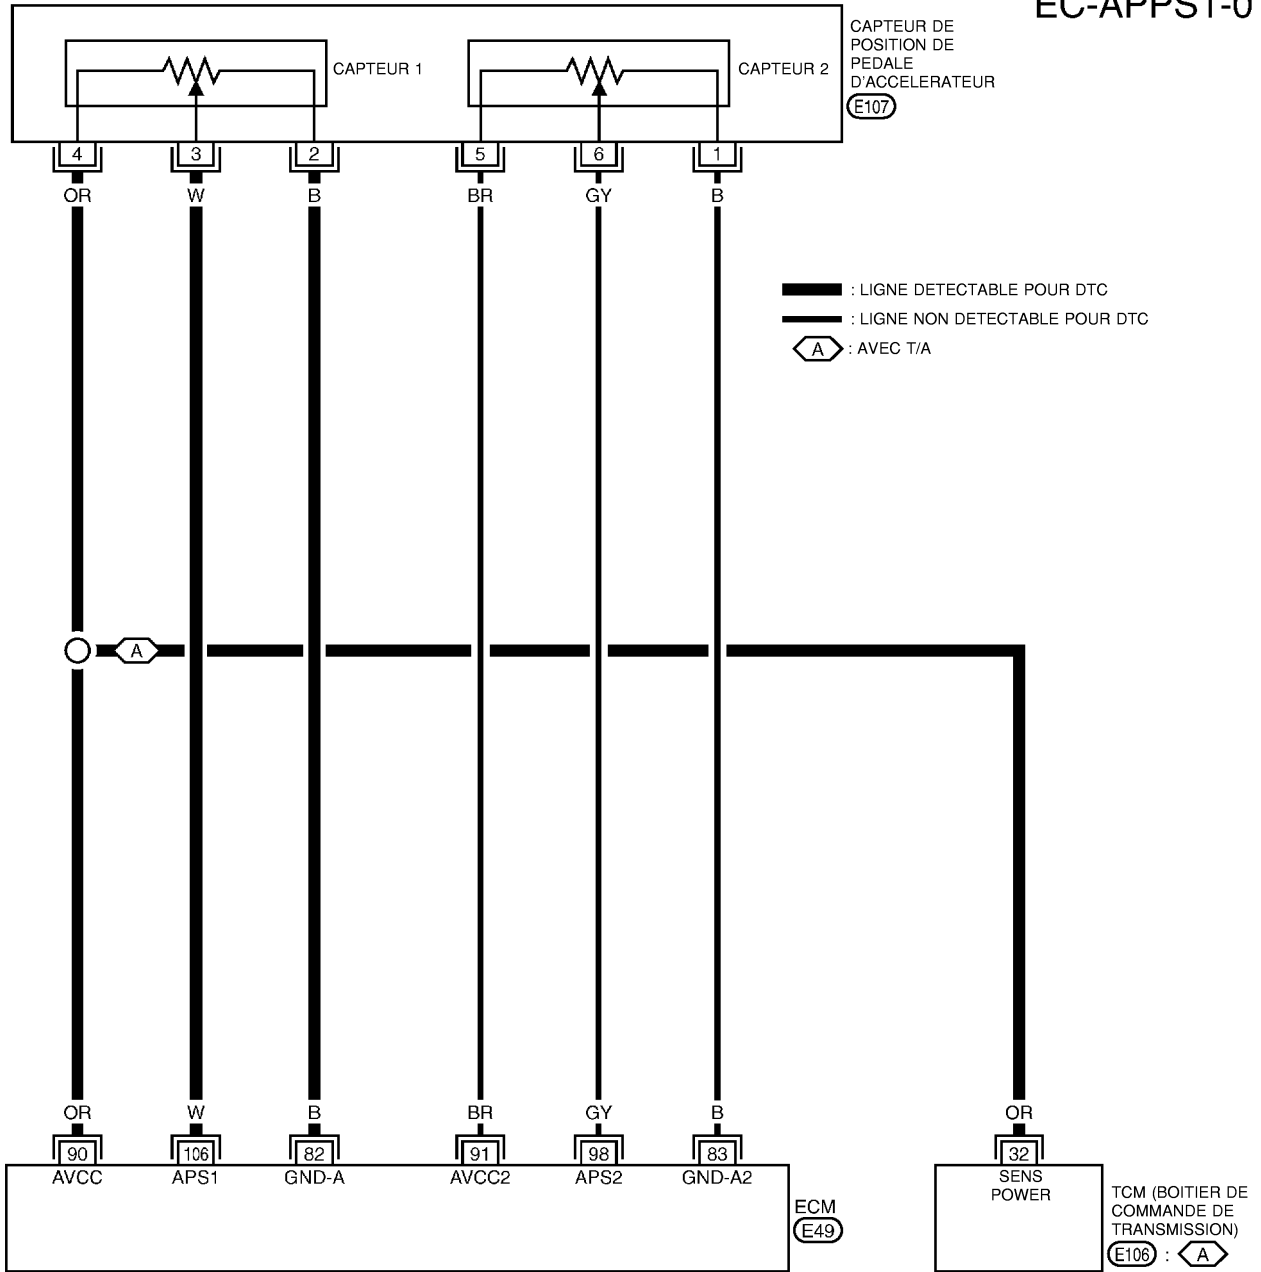 EC-APPS1-0
CAPTEUR DE
POSITION DE
PEDALE
D'ACCELERATEUR
E107
CAPTEUR 1
CAPTEUR 2
4 3 2 5 6 1
OR W B BR GY B
: LIGNE DETECTABLE POUR DTC
: LIGNE NON DETECTABLE POUR DTC
A : AVEC T/A
A
OR W B BR GY B OR
90 106 82 91 98 83 32
AVCC APS1 GND-A AVCC2 APS2 GND-A2
SENS
POWER
ECM
E49
TCM (BOITIER DE
COMMANDE DE
TRANSMISSION)
E106 : A